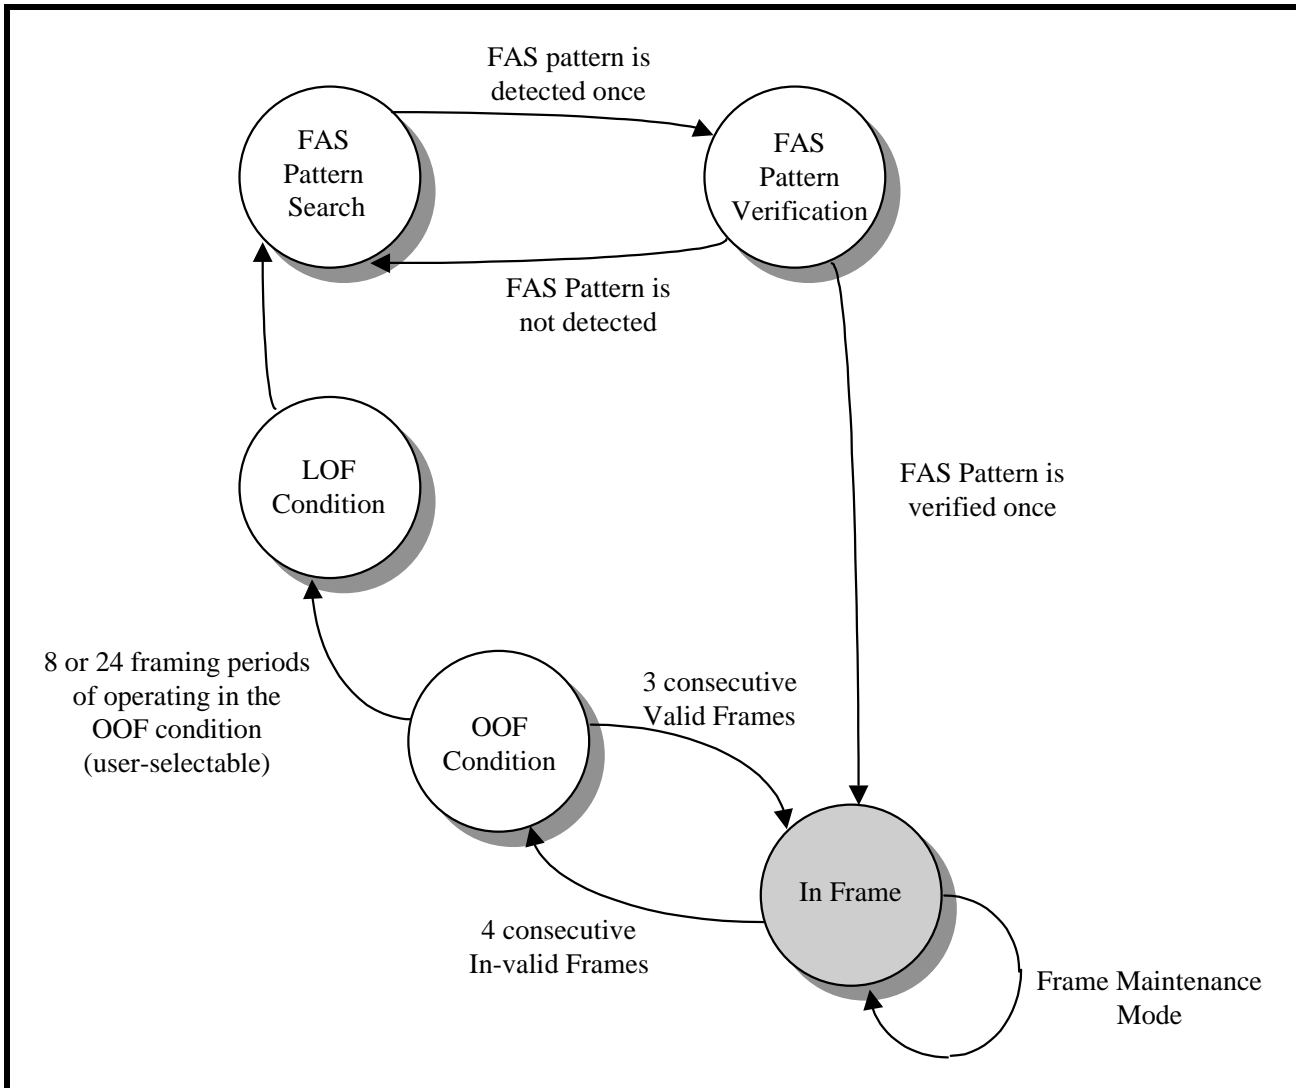 FAS pattern is
detected once
FAS
Pattern
Search
FAS
Pattern
Verification
FAS Pattern is
not detected
LOF
Condition
FAS Pattern is
verified once
8 or 24 framing periods
of operating in the
OOF condition
(user-selectable)
OOF
Condition
3 consecutive
Valid Frames
In Frame
4 consecutive
In-valid Frames
Frame Maintenance
Mode